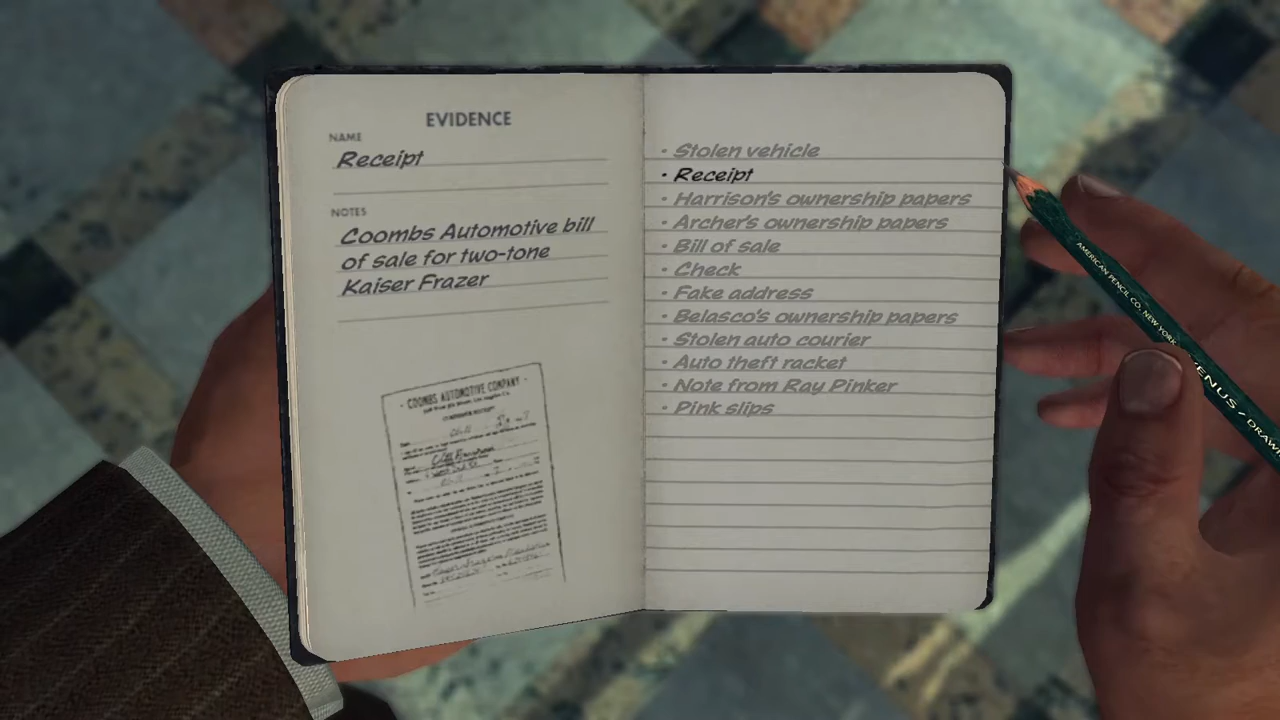 EVIDENCE
NAME
Receipt
NOTES
Coombs Automotive bill
of sale for two-tone
Kaiser Frazer
· COOMBS AUTOMOTIVE COMPANY ·
· Stolen vehicle
· Receipt
· Harrison's ownership papers
· Archer's ownership papers
· Bill of sale
· Check
· Fake address
· Belasco's ownership papers
· Stolen auto courier
· Auto theft racket
· Note from Ray Pinker
· Pink slips
AMERICAN PENCIL CO. NEW YORK
VENUS / DRAWI